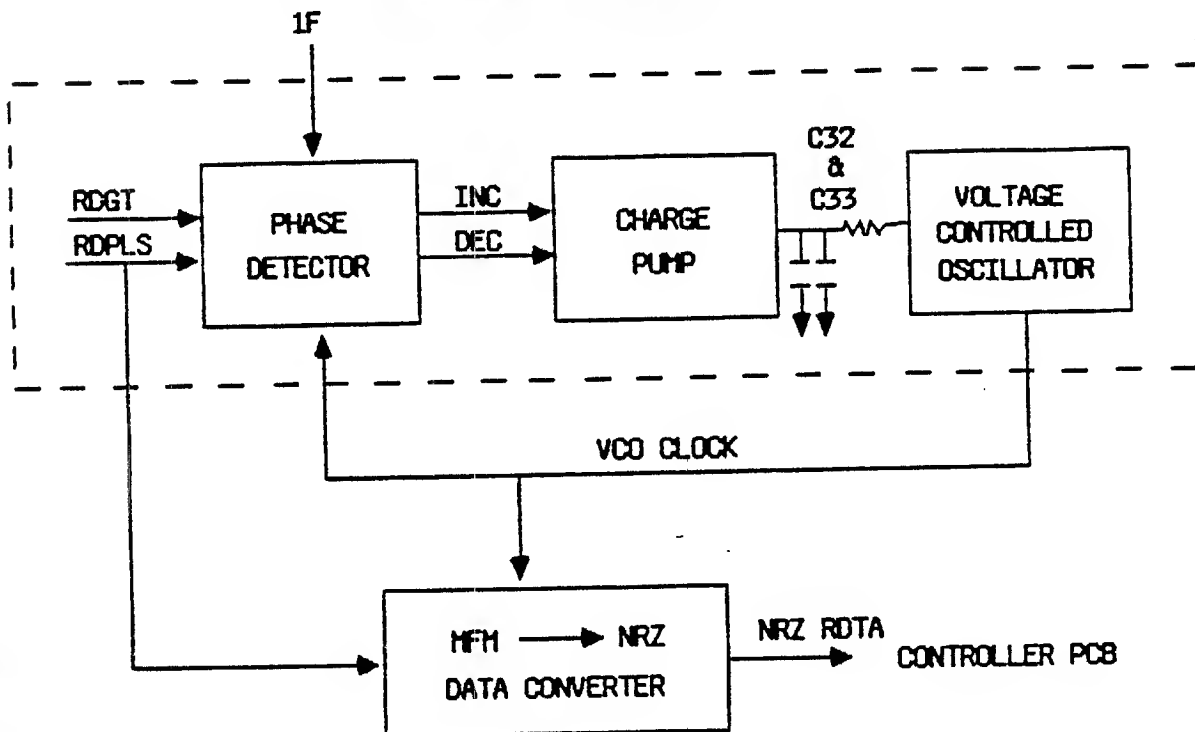 1F
RDGT
RDPLS
PHASE
DETECTOR
INC
DEC
CHARGE
PUMP
C32
&
C33
VOLTAGE
CONTROLLED
OSCILLATOR
VCO CLOCK
MFM NRZ
DATA CONVERTER
NRZ RDTA
CONTROLLER PCB